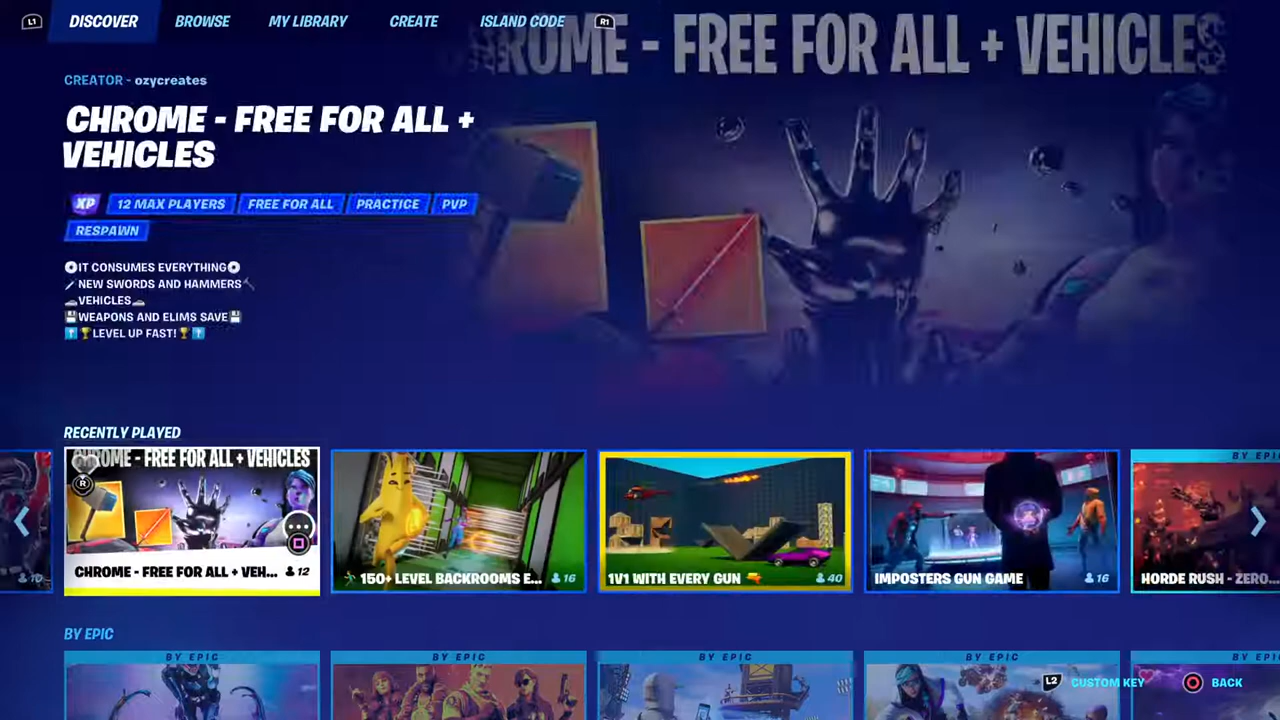 L1 DISCOVER BROWSE MY LIBRARY CREATE ISLAND CODE R1
CHROME - FREE FOR ALL + VEHICLES
CREATOR - ozycreates
CHROME - FREE FOR ALL +
VEHICLES
XP 12 MAX PLAYERS FREE FOR ALL PRACTICE PVP
RESPAWN
IT CONSUMES EVERYTHING
NEW SWORDS AND HAMMERS
VEHICLES
WEAPONS AND ELIMS SAVE
LEVEL UP FAST!
RECENTLY PLAYED
CHROME - FREE FOR ALL + VEHICLES
R
BY EPIC
10
CHROME - FREE FOR ALL + VEH... 12
150+ LEVEL BACKROOMS E... 16
1V1 WITH EVERY GUN 40
IMPOSTERS GUN GAME 16
HORDE RUSH - ZERO...
BY EPIC
BY EPIC BY EPIC BY EPIC BY EPIC BY EPIC
L2 CUSTOM KEY BACK